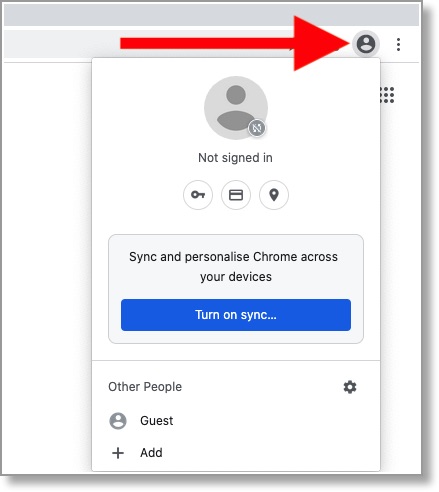 Not signed in
Sync and personalise Chrome across
your devices
Turn on sync...
Other People
Guest
Add